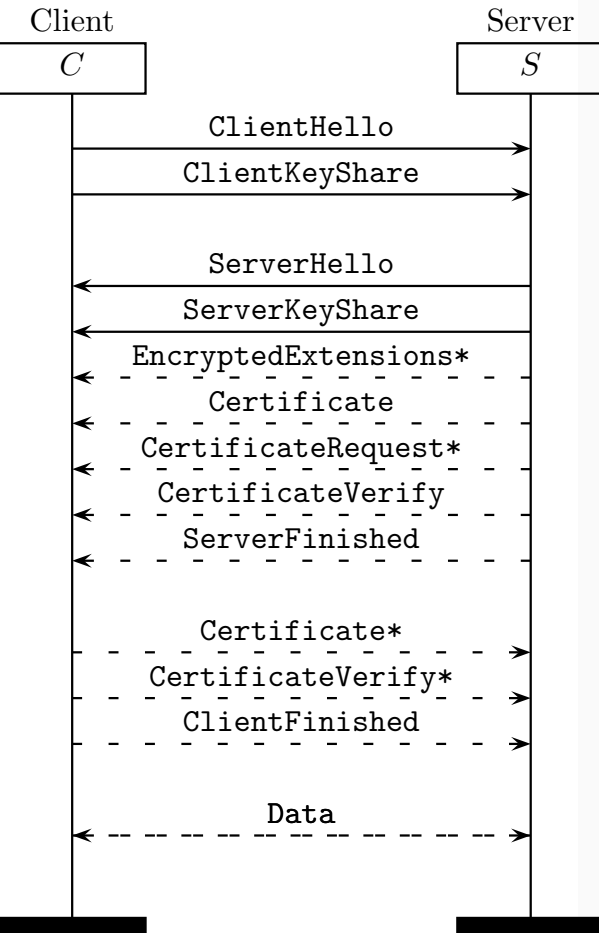 Client Server
C S
ClientHello
ClientKeyShare
ServerHello
ServerKeyShare
EncryptedExtensions*
Certificate
CertificateRequest*
CertificateVerify
ServerFinished
Certificate*
CertificateVerify*
ClientFinished
Data